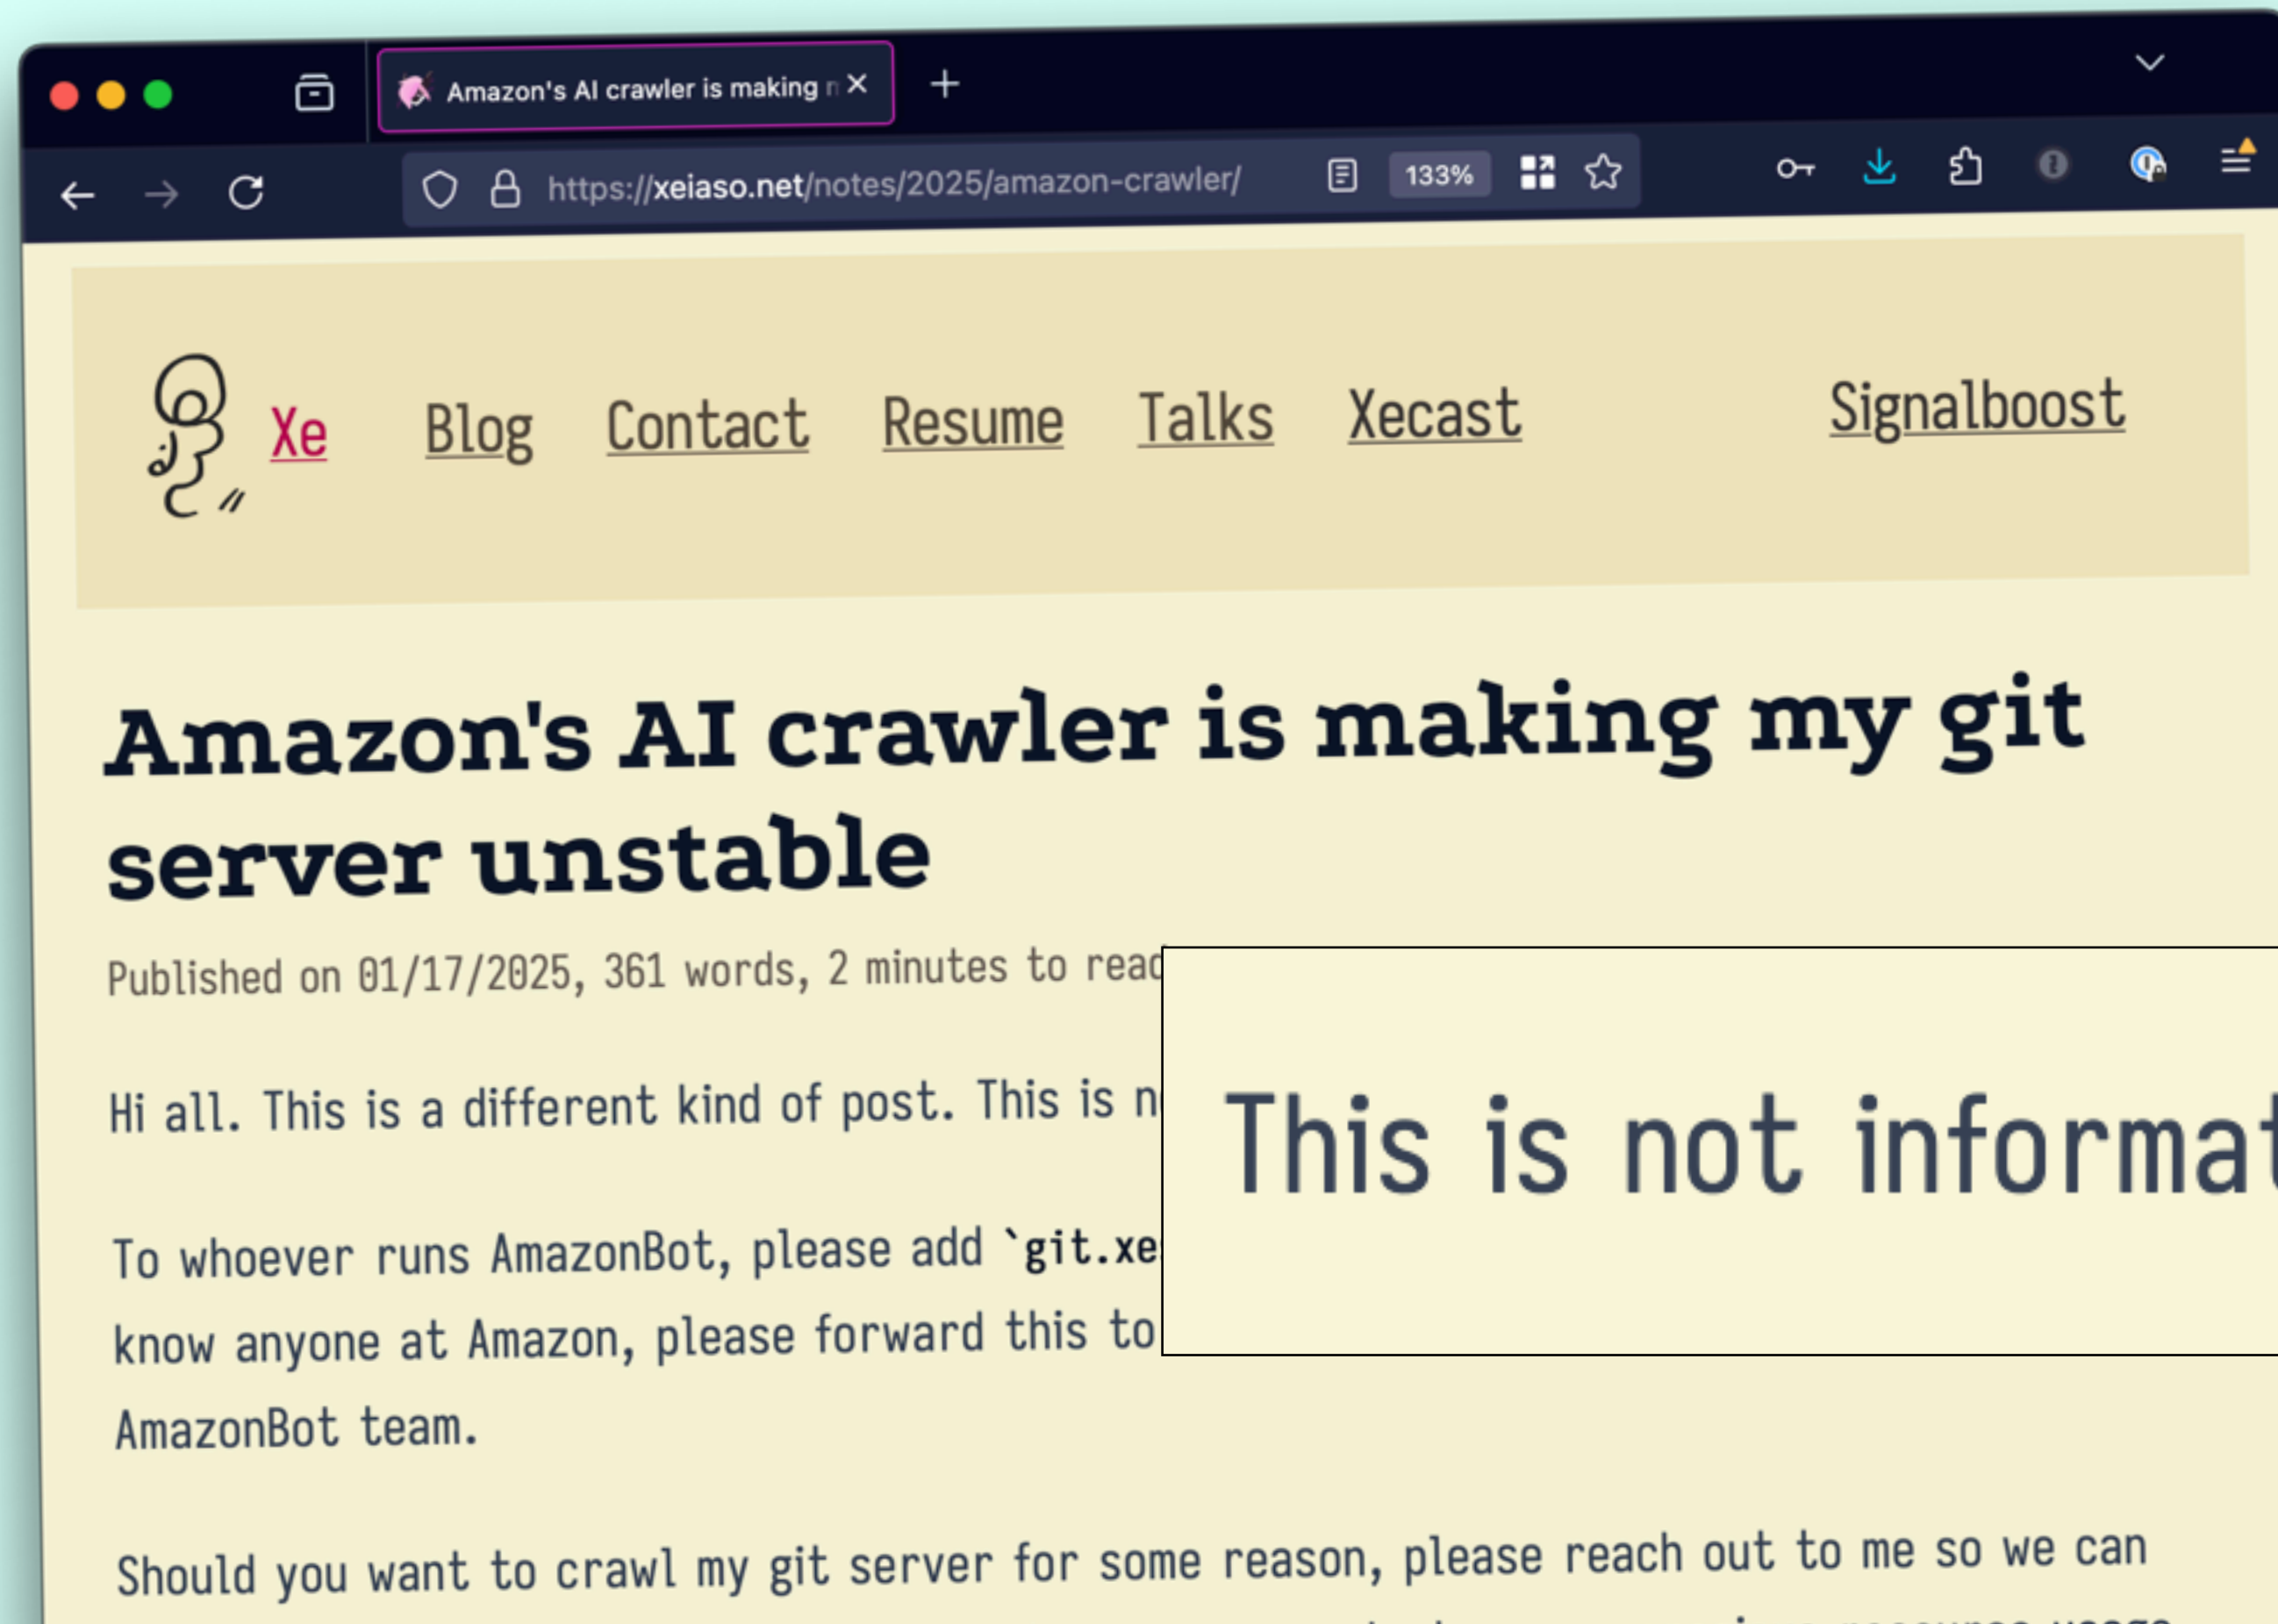 Amazon's AI crawler is making
https://xeiaso.net/notes/2025/amazon-crawler/
133%
Xe Blog Contact Resume Talks Xecast Signalboost
Amazon's AI crawler is making my git
server unstable
Published on 01/17/2025, 361 words, 2 minutes to read
Hi all. This is a different kind of post. This is
This is not informat
To whoever runs AmazonBot, please add `git.xe
know anyone at Amazon, please forward this to
AmazonBot team.
Should you want to crawl my git server for some reason, please reach out to me so we can